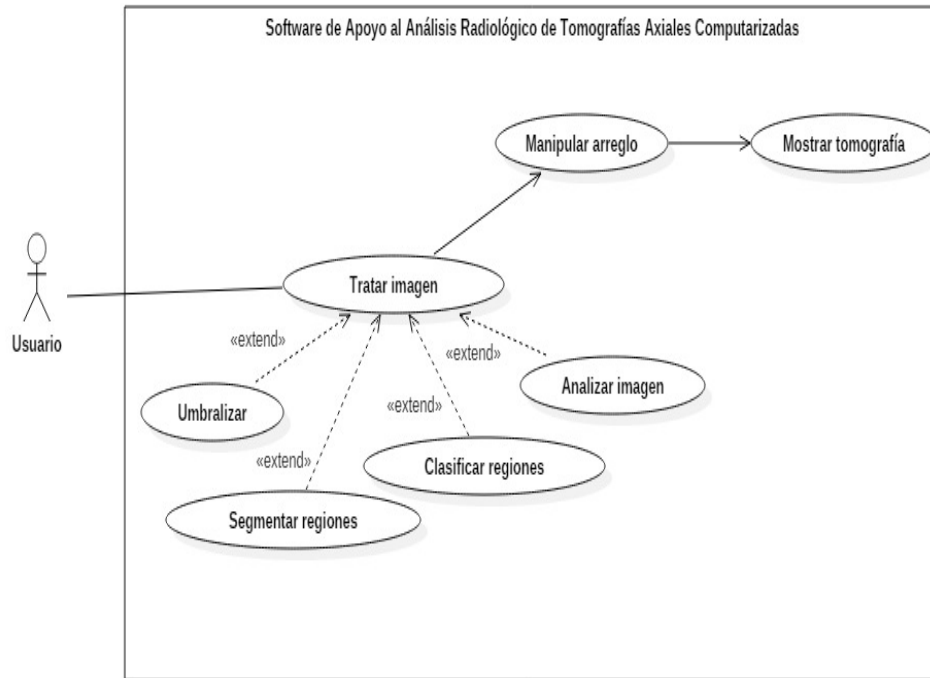 Software de Apoyo al Análisis Radiológico de Tomografías Axiales Computarizadas
Manipular arreglo
Mostrar tomografía
Tratar imagen
Usuario
«extend»
«extend»
Analizar imagen
Umbralizar
«extend»
«extend»
Clasificar regiones
Segmentar regiones